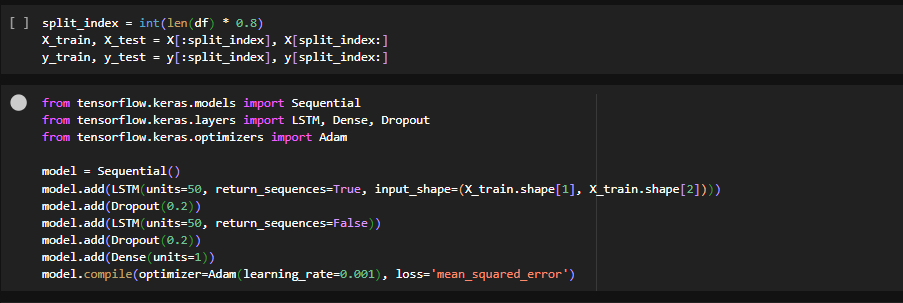 [ ] split_index = int(len(df) * 0.8)
X_train, X_test = X[:split_index], X[split_index:]
y_train, y_test = y[:split_index], y[split_index:]
from tensorflow.keras.models import Sequential
from tensorflow.keras.layers import LSTM, Dense, Dropout
from tensorflow.keras.optimizers import Adam
model = Sequential()
model.add(LSTM(units=50, return_sequences=True, input_shape=(X_train.shape[1], X_train.shape[2])))
model.add(Dropout(0.2))
model.add(LSTM(units=50, return_sequences=False))
model.add(Dropout(0.2))
model.add(Dense(units=1))
model.compile(optimizer=Adam(learning_rate=0.001), loss='mean_squared_error')